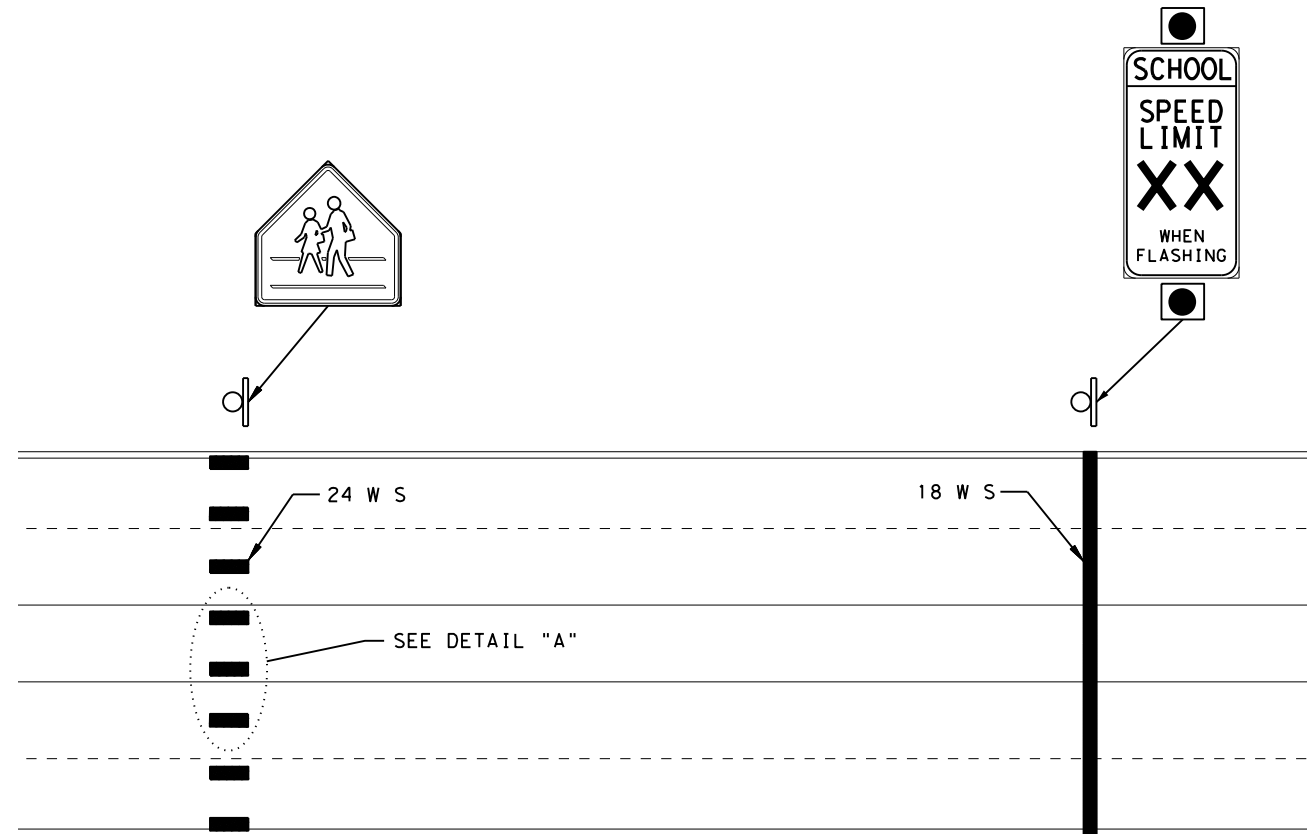 SCHOOL
SPEED
LIMIT
XX
WHEN
FLASHING
24 W S
18 W S
SEE DETAIL "A"